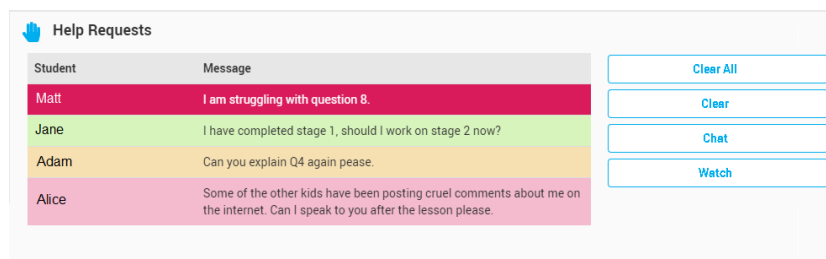 Help Requests
Student Message
Matt I am struggling with question 8.
Jane I have completed stage 1, should I work on stage 2 now?
Adam Can you explain Q4 again pease.
Alice Some of the other kids have been posting cruel comments about me on
the internet. Can I speak to you after the lesson please.
Clear All
Clear
Chat
Watch